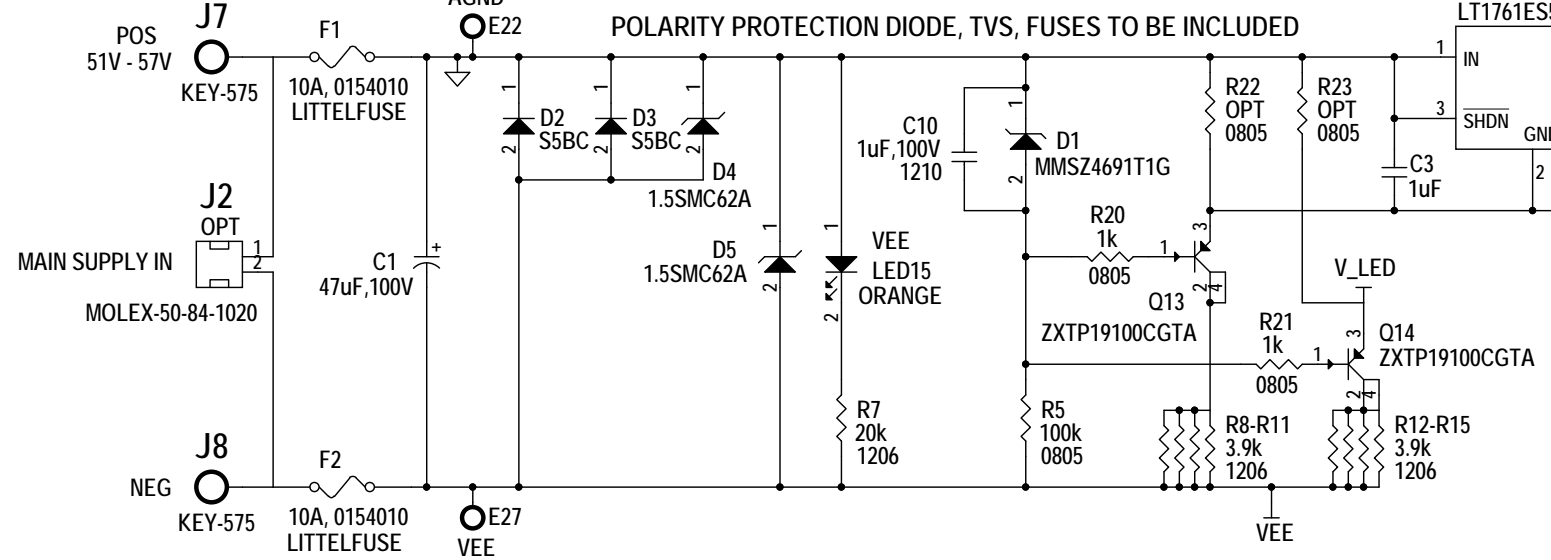 AGND
E22
POLARITY PROTECTION DIODE, TVS, FUSES TO BE INCLUDED
J7
POS
51V - 57V
KEY-575
F1
10A, 0154010
LITTELFUSE
J2
OPT
1
2
MAIN SUPPLY IN
MOLEX-50-84-1020
C1
+
47uF,100V
1
D2
S5BC
2
1
D3
S5BC
2
1
2
D4
1.5SMC62A
1
D5
1.5SMC62A
2
1
VEE
LED15
ORANGE
2
R7
20k
1206
C10
1uF,100V
1210
1
D1
MMSZ4691T1G
2
R20
1k
0805
1
3
2
4
Q13
ZXTP19100CGTA
R22
OPT
0805
R23
OPT
0805
LT1761ES5
1
IN
3
SHDN
GND
2
C3
1uF
V_LED
R21
1k
0805
1
3
2
4
Q14
ZXTP19100CGTA
R5
100k
0805
R8-R11
3.9k
1206
R12-R15
3.9k
1206
J8
NEG
KEY-575
F2
10A, 0154010
LITTELFUSE
E27
VEE
VEE